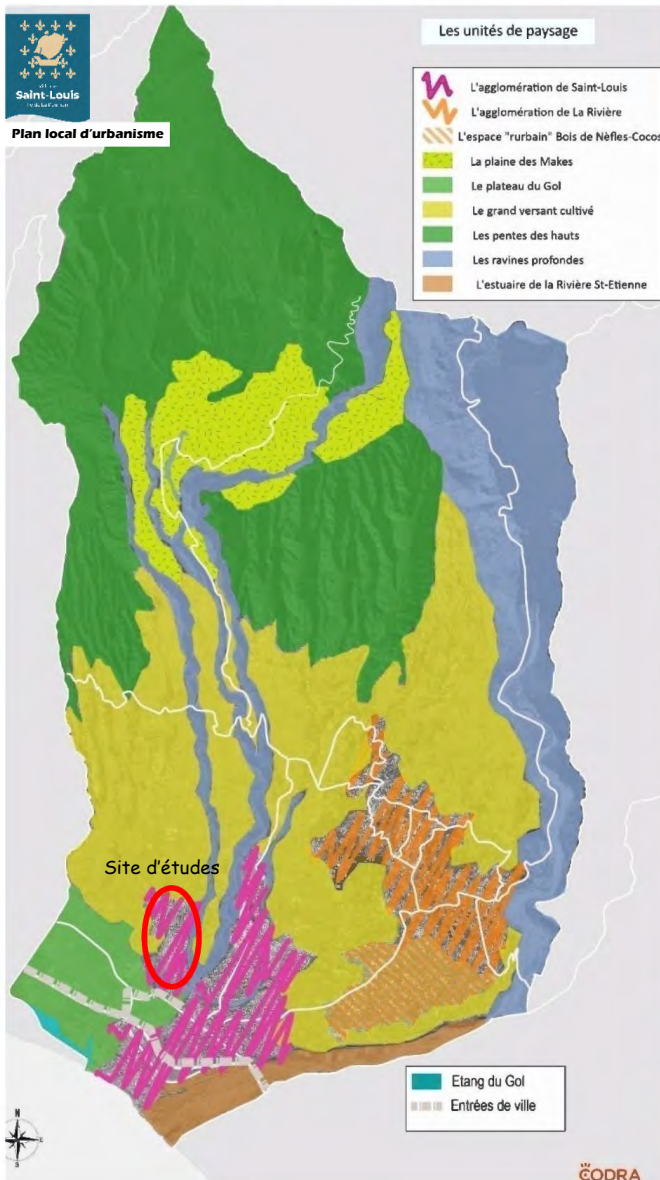 Saint-Louis
Plan local d'urbanisme
Les unités de paysage
L'agglomération de Saint-Louis
L'agglomération de La Rivière
L'espace "rurbain" Bois de Nèfles-Cocos
La plaine des Makes
Le plateau du Gol
Le grand versant cultivé
Les pentes des hauts
Les ravines profondes
L'estuaire de la Rivière St-Etienne
Site d'études
Etang du Gol
Entrées de ville
N
E
S
CODRA